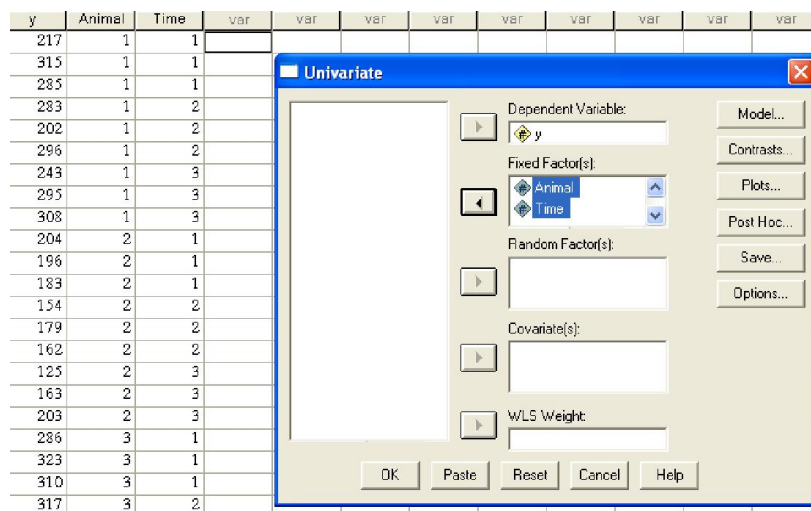 y Animal Time var var var var var var var var var
217 1 1
315 1 1
285 1 1
283 1 2
202 1 2
296 1 2
243 1 3
295 1 3
308 1 3
204 2 1
196 2 1
183 2 1
154 2 2
179 2 2
162 2 2
125 2 3
163 2 3
203 2 3
286 3 1
323 3 1
310 3 1
317 3 2
Univariate
Dependent Variable:
y
Fixed Factor(s):
Animal
Time
Random Factor(s):
Covariate(s):
WLS Weight:
Model...
Contrasts...
Plots...
Post Hoc...
Save...
Options...
OK Paste Reset Cancel Help